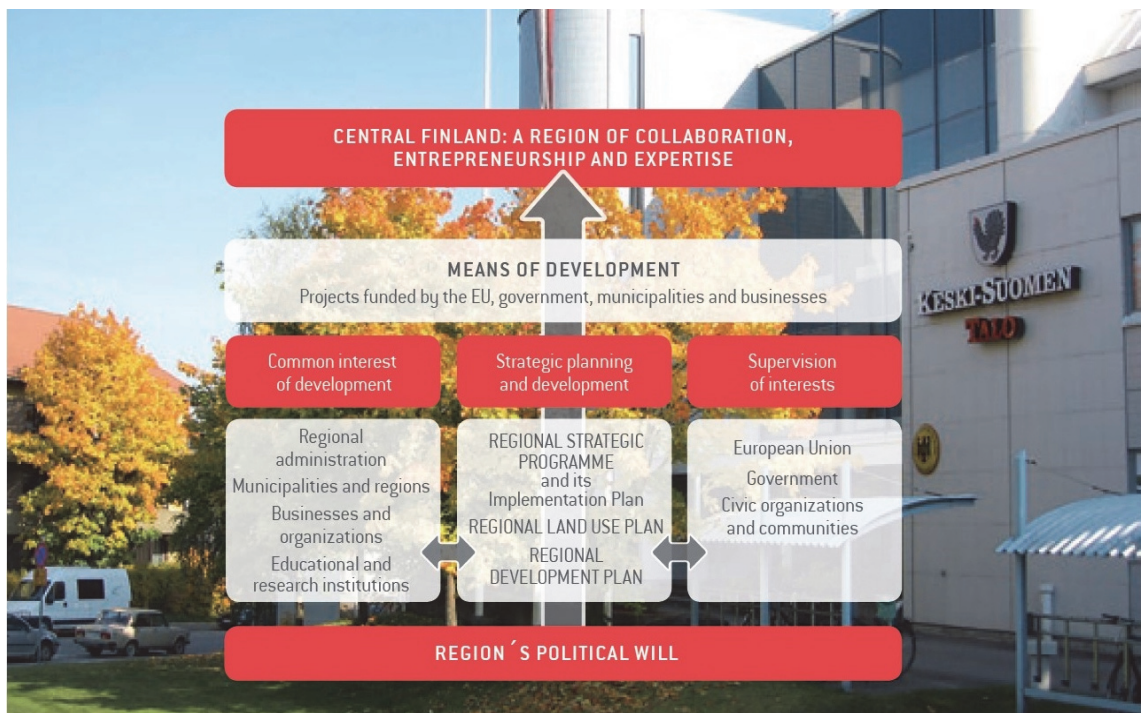 CENTRAL FINLAND: A REGION OF COLLABORATION,
ENTREPRENEURSHIP AND EXPERTISE
MEANS OF DEVELOPMENT
Projects funded by the EU, government, municipalities and businesses
KESKI-SUOMEN
TALO
Common interest
of development
Strategic planning
and development
Supervision
of interests
Regional
administration
Municipalities and regions
Businesses and
organizations
Educational and
research institutions
REGIONAL STRATEGIC
PROGRAMME
and its
Implementation Plan
REGIONAL LAND USE PLAN
REGIONAL
DEVELOPMENT PLAN
European Union
Government
Civic organizations
and communities
REGION´S POLITICAL WILL